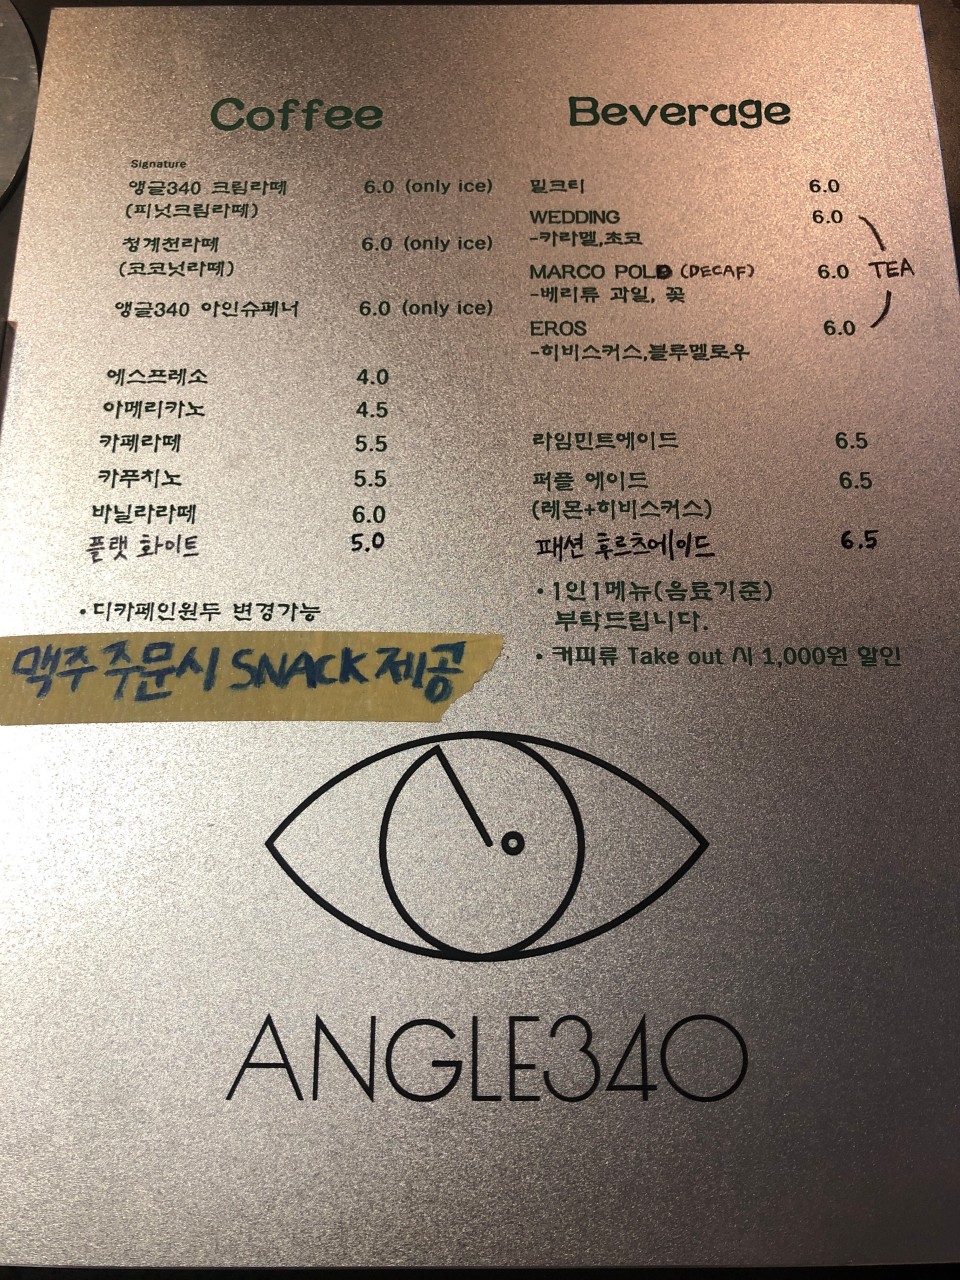 Coffee
Signature
앵글340 크림라떼 6.0 (only ice)
(피넛크림라떼)
청계천라떼 6.0 (only ice)
(코코넛라떼)
앵글340 아인슈페너 6.0 (only ice)
에스프레소 4.0
아메리카노 4.5
카페라떼 5.5
카푸치노 5.5
바닐라라떼 6.0
플랫 화이트 5.0
• 디카페인원두 변경가능
맥주 주문시 SNACK 제공
Beverage
밀크티 6.0
WEDDING 6.0
-카라멜,초코
MARCO POLO (DECAF) 6.0 TEA
-베리류 과일, 꽃
EROS 6.0
-히비스커스,블루멜로우
라임민트에이드 6.5
퍼플 에이드 6.5
(레몬+히비스커스)
패션 후르츠에이드 6.5
• 1인1메뉴(음료기준)
부탁드립니다.
• 커피류 Take out 시 1,000원 할인
ANGLE340